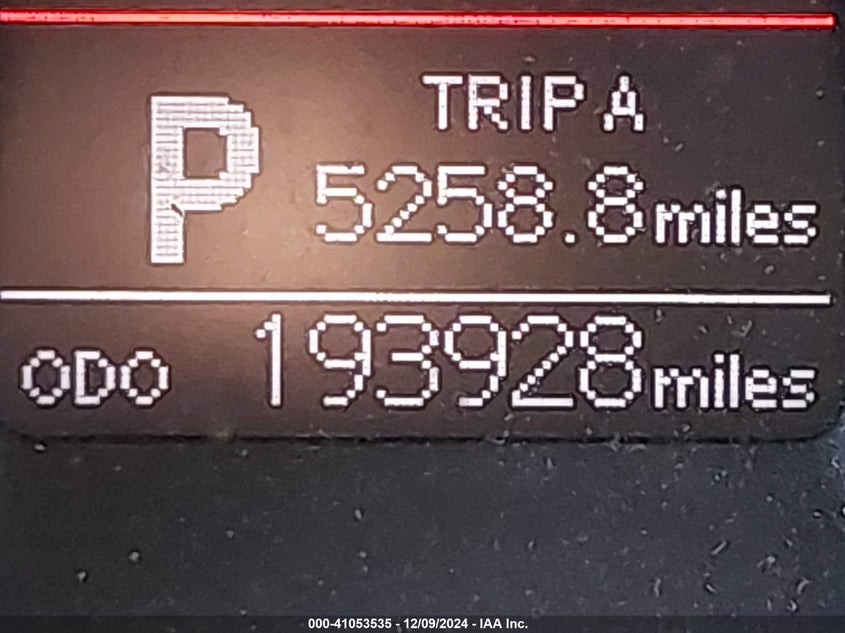 TRIP A
P
5258.8 miles
ODO 193928 miles
000-41053535 - 12/09/2024 - IAA Inc.